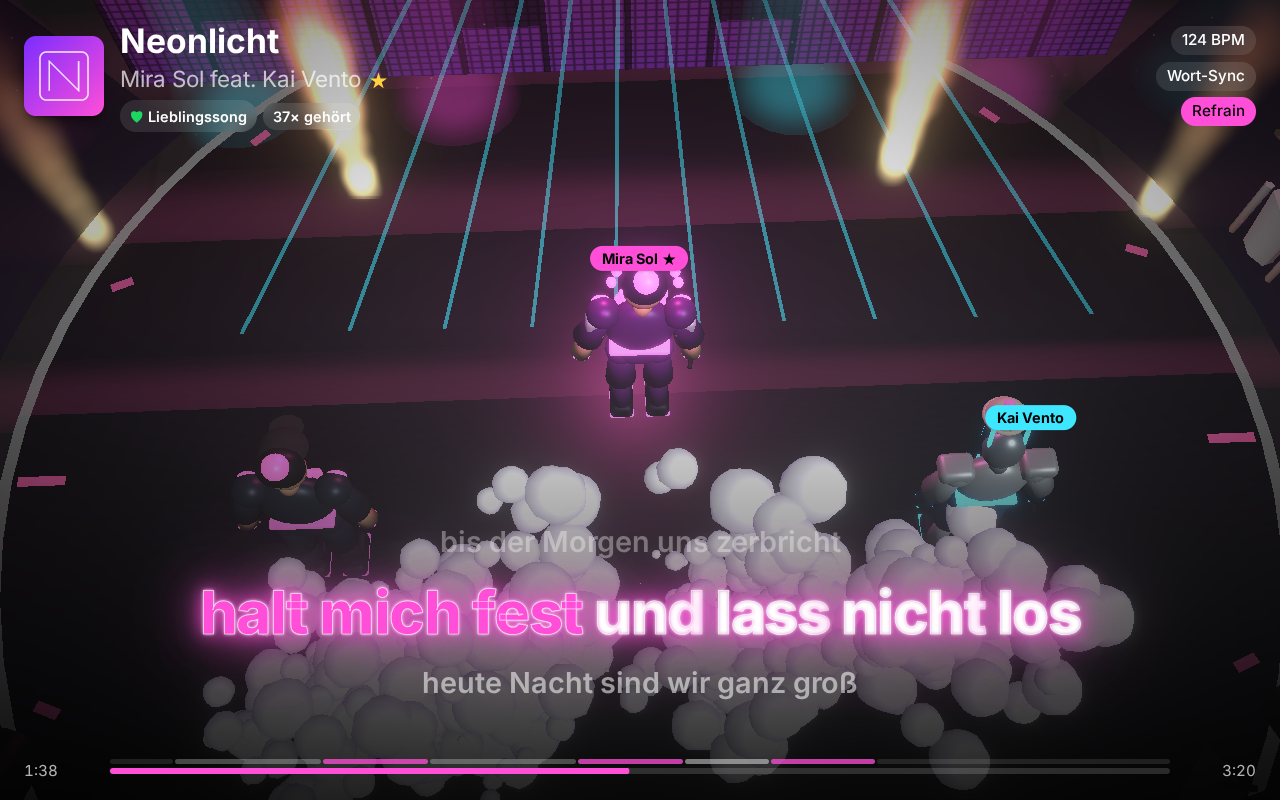 Neonlicht
Mira Sol feat. Kai Vento ★
Lieblingssong
37× gehört
124 BPM
Wort-Sync
Refrain
N
Mira Sol ★
Kai Vento
bis der Morgen uns zerbricht
halt mich fest und lass nicht los
heute Nacht sind wir ganz groß
1:38
3:20